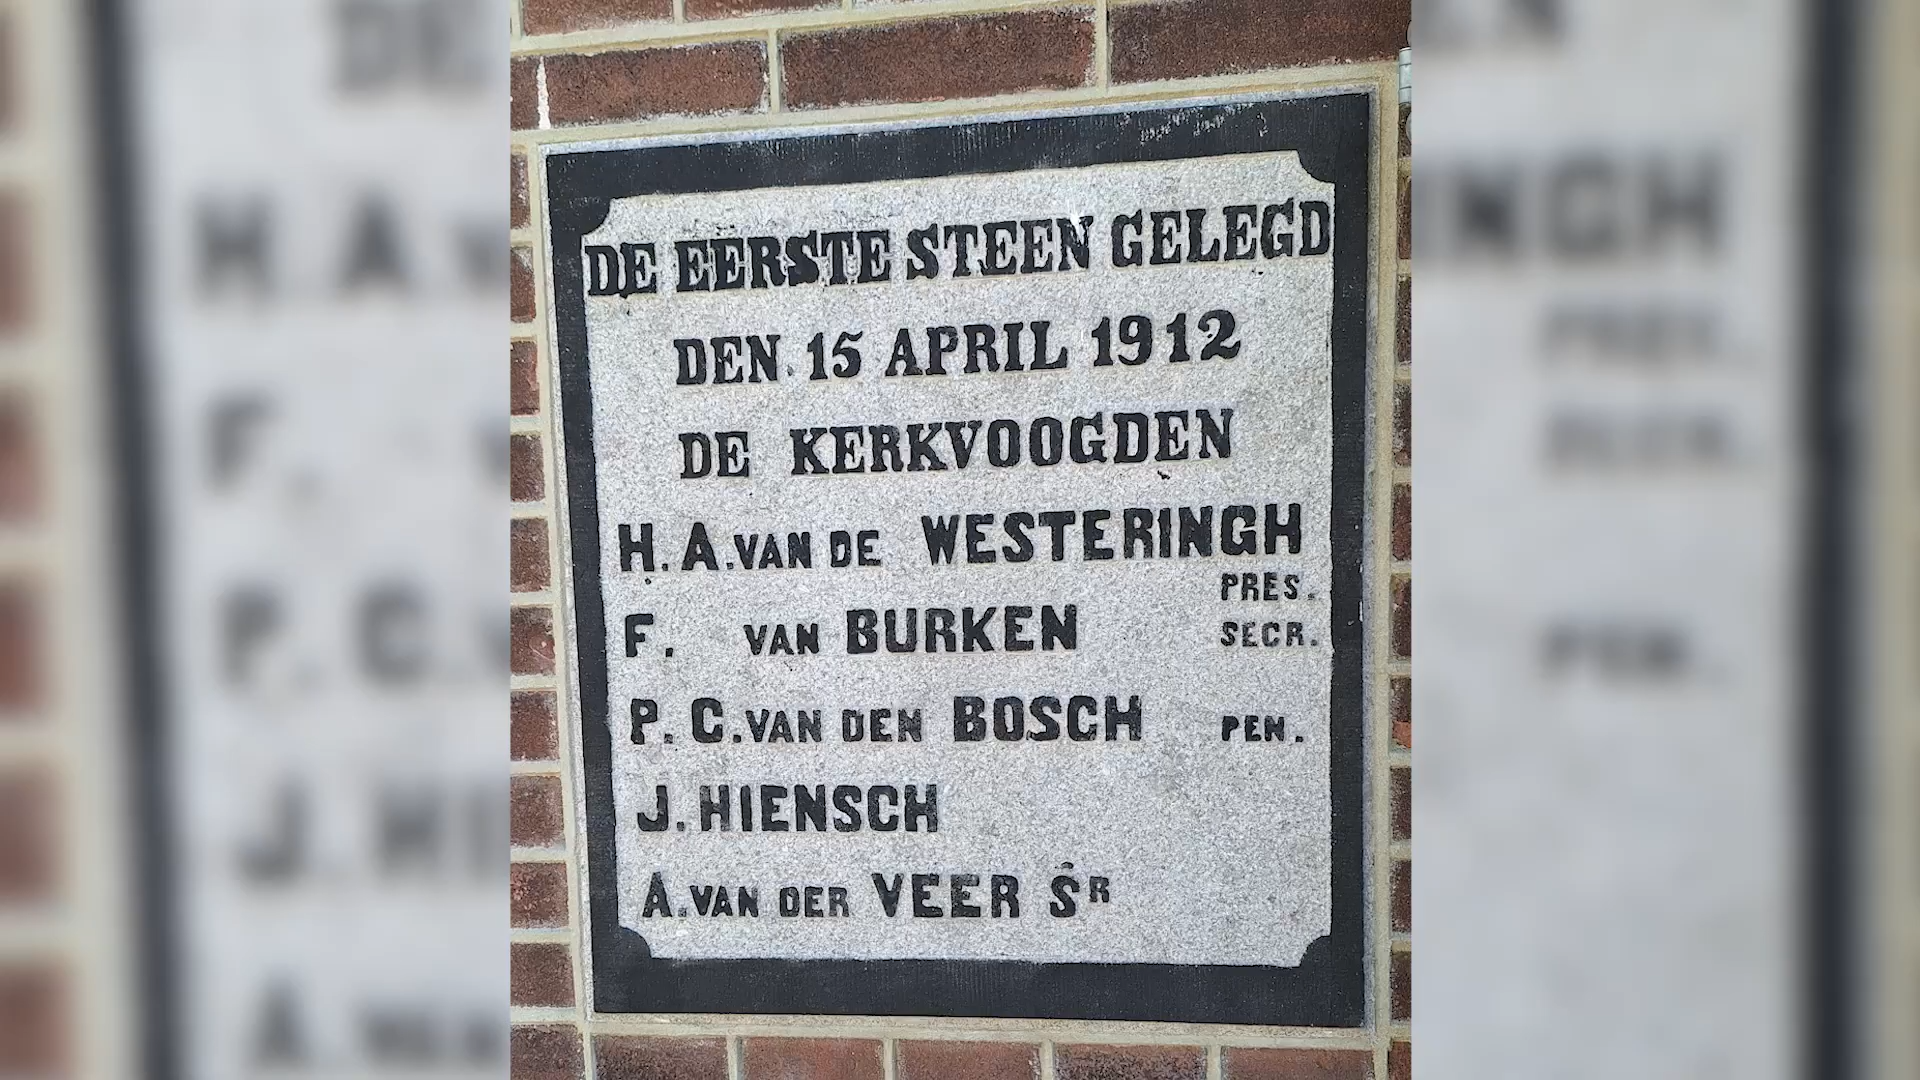 DE EERSTE STEEN GELEGD
DEN 15 APRIL 1912
DE KERKVOOGDEN
H. A. VAN DE WESTERINGH
PRES.
F. VAN BURKEN SECR.
P. C. VAN DEN BOSCH PEN.
J. HIENSCH
A. VAN DER VEER SR